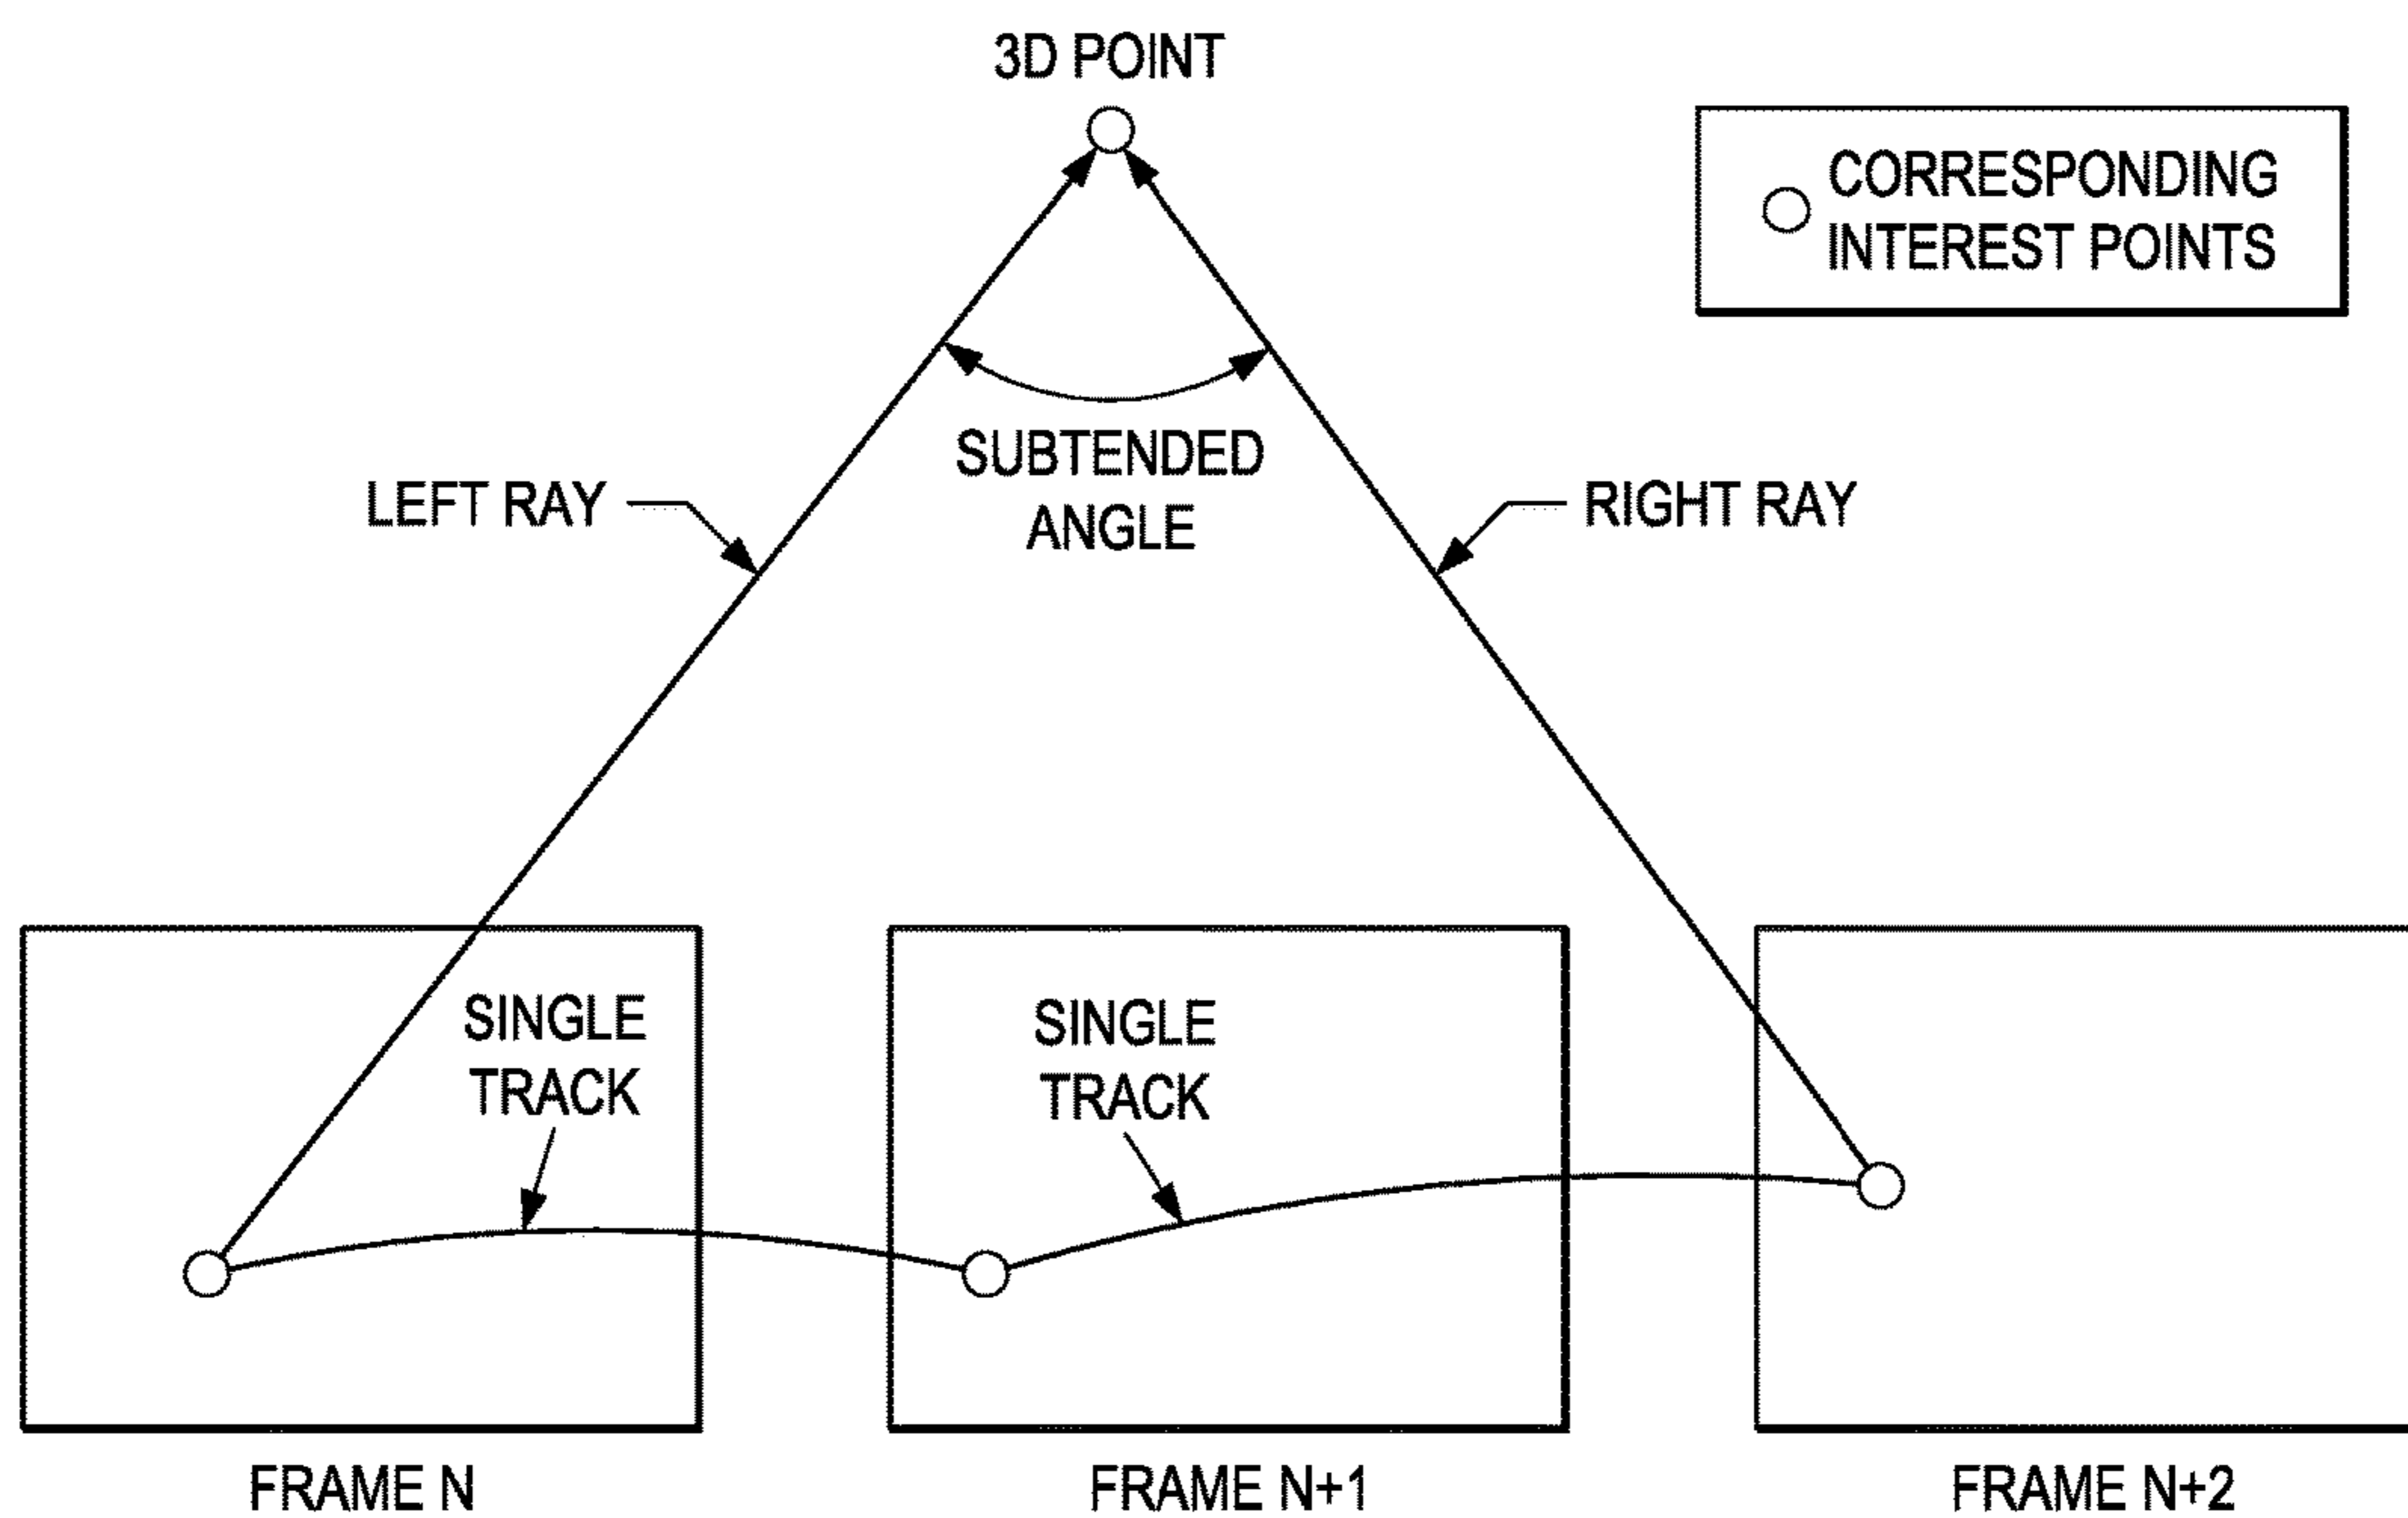 3D POINT
CORRESPONDING
INTEREST POINTS
SUBTENDED
ANGLE
LEFT RAY
RIGHT RAY
SINGLE
TRACK
SINGLE
TRACK
FRAME N
FRAME N+1
FRAME N+2